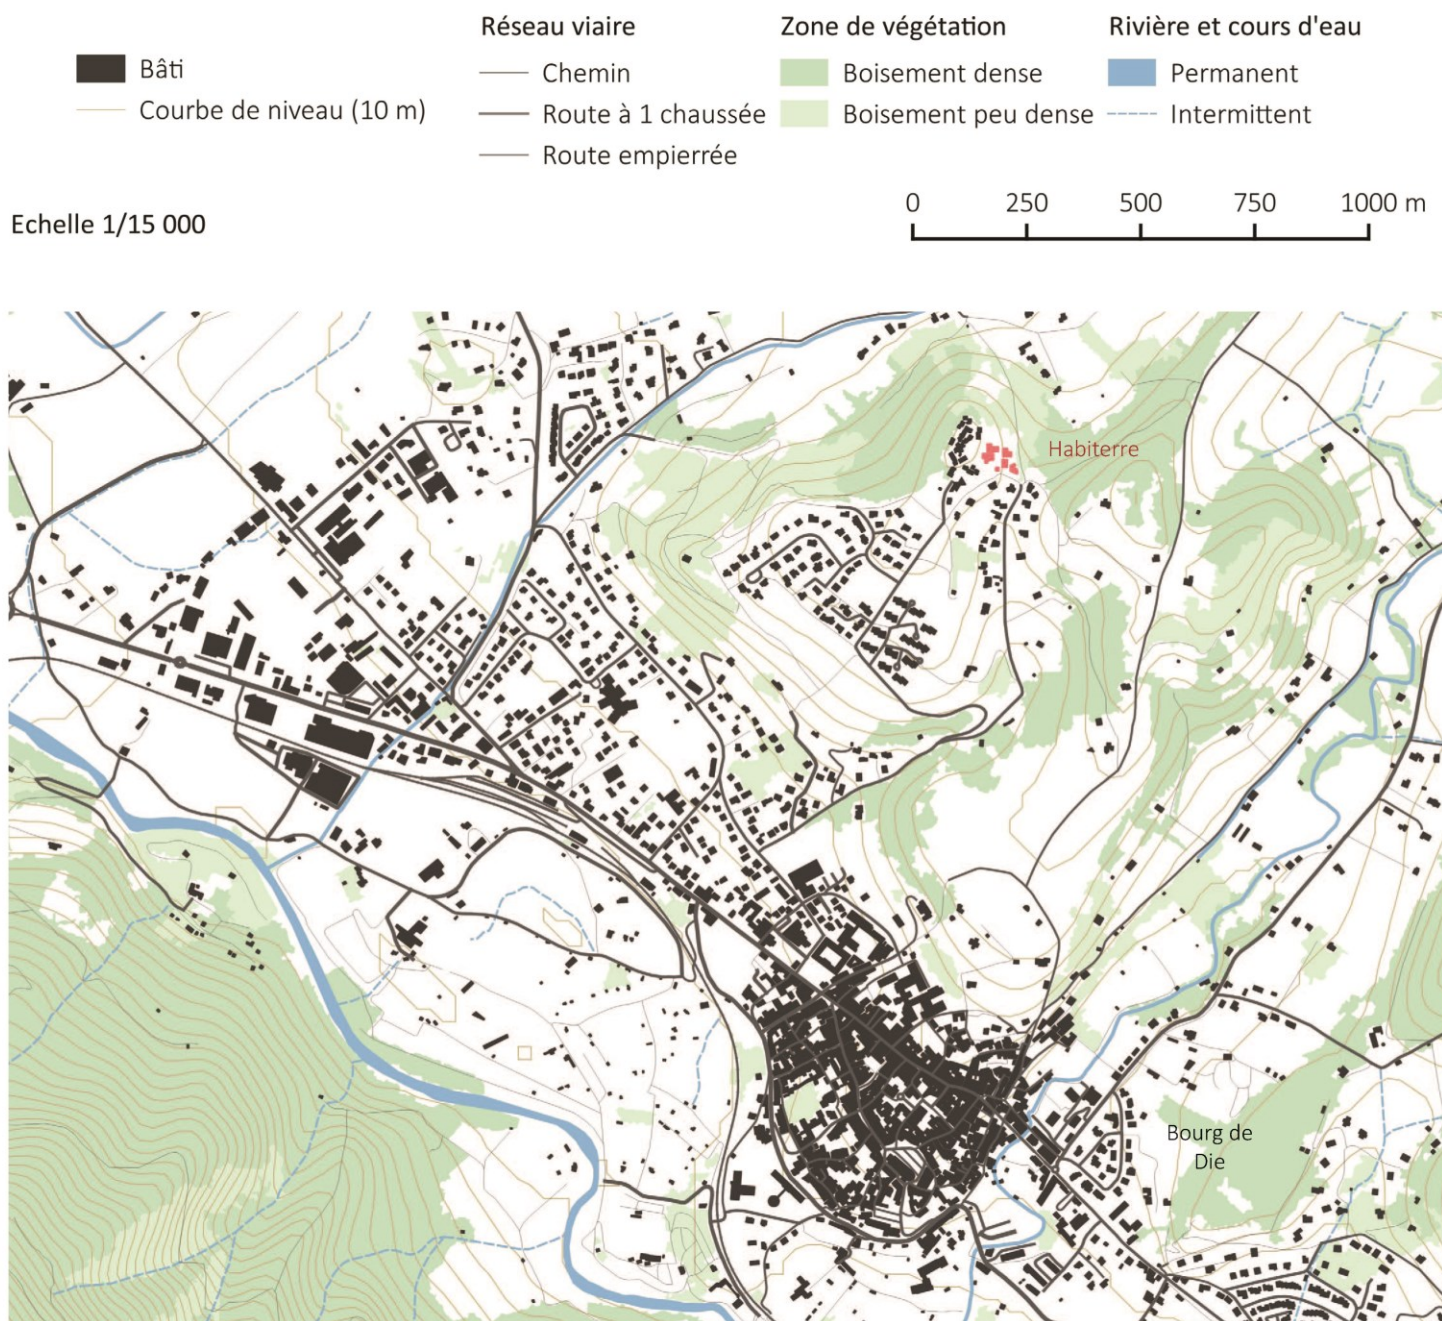 Réseau viaire
Zone de végétation
Rivière et cours d'eau
Bâti
Chemin
Boisement dense
Permanent
Courbe de niveau (10 m)
Route à 1 chaussée
Boisement peu dense
Intermittent
Route empierrée
Echelle 1/15 000
0 250 500 750 1000 m
Habiterre
Bourg de
Die